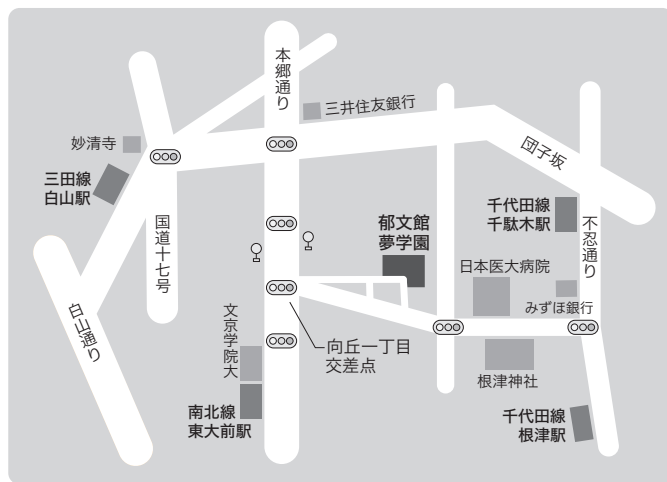 本郷通り
三井住友銀行
妙清寺
三田線
白山駅
団子坂
国道十七号
郁文館
夢学園
千代田線
千駄木駅
不忍通り
日本医大病院
みずほ銀行
白山通り
文京学院大
向丘一丁目
交差点
根津神社
南北線
東大前駅
千代田線
根津駅